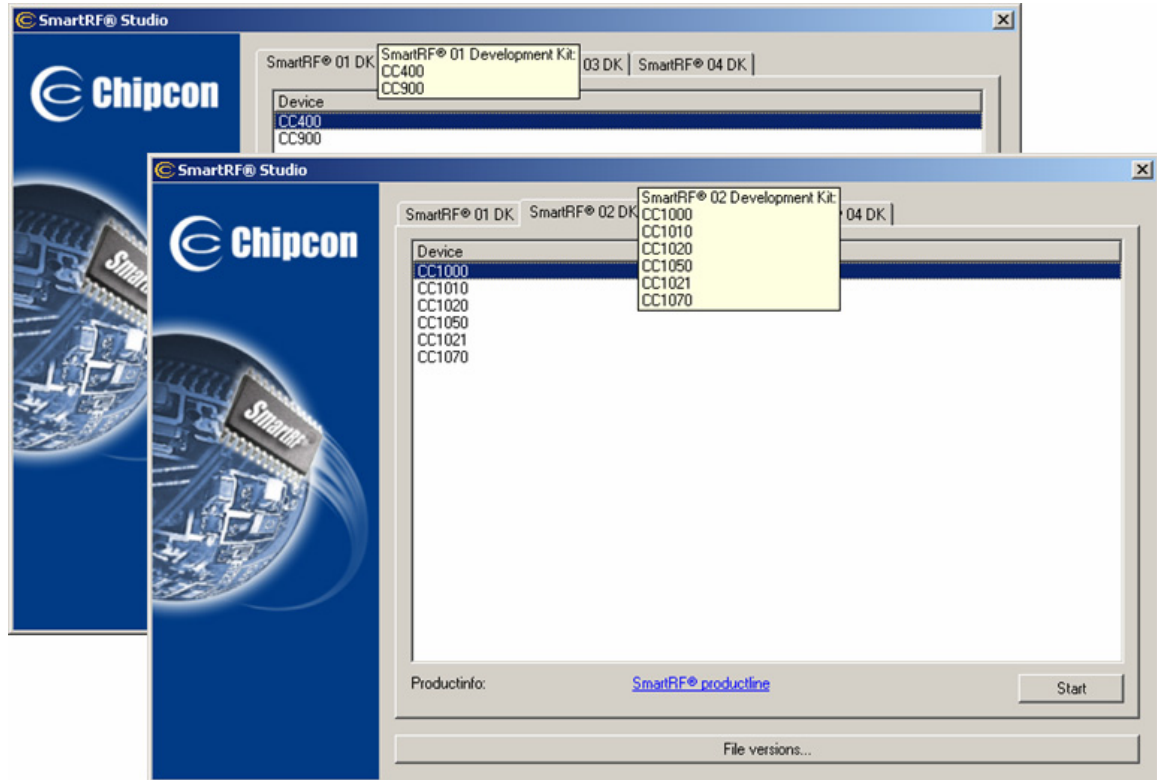 SmartRF® Studio
Chipcon
SmartRF® 01 DK
SmartRF® 01 Development Kit:
CC400
CC900
03 DK
SmartRF® 04 DK
Device
CC400
CC900
SmartRF® Studio
Chipcon
SmartRF® 01 DK
SmartRF® 02 DK
SmartRF® 02 Development Kit:
CC1000
CC1010
CC1020
CC1050
CC1021
CC1070
04 DK
Device
CC1000
CC1010
CC1020
CC1050
CC1021
CC1070
SmartRF®
Productinfo:
SmartRF® productline
Start
File versions...